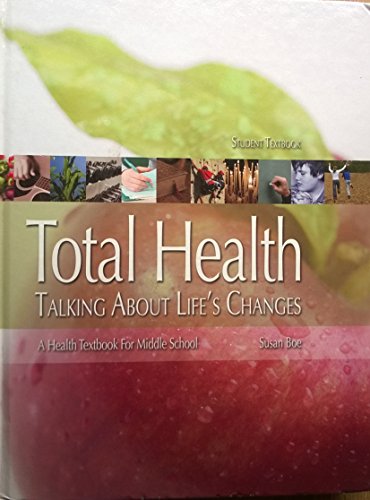 STUDENT TEXTBOOK
Total Health
TALKING ABOUT LIFE'S CHANGES
A Health Textbook For Middle School Susan Boe